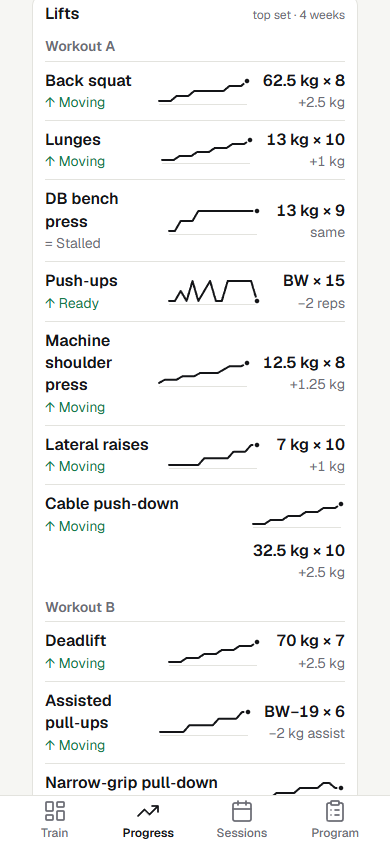 Lifts
top set · 4 weeks
Workout A
Back squat
62.5 kg × 8
↑ Moving
+2.5 kg
Lunges
13 kg × 10
↑ Moving
+1 kg
DB bench
press
13 kg × 9
= Stalled
same
Push-ups
BW × 15
↑ Ready
−2 reps
Machine
shoulder
press
12.5 kg × 8
↑ Moving
+1.25 kg
Lateral raises
7 kg × 10
↑ Moving
+1 kg
Cable push-down
↑ Moving
32.5 kg × 10
+2.5 kg
Workout B
Deadlift
70 kg × 7
↑ Moving
+2.5 kg
Assisted
pull-ups
BW−19 × 6
↑ Moving
−2 kg assist
Narrow-grip pull-down
Train
Progress
Sessions
Program